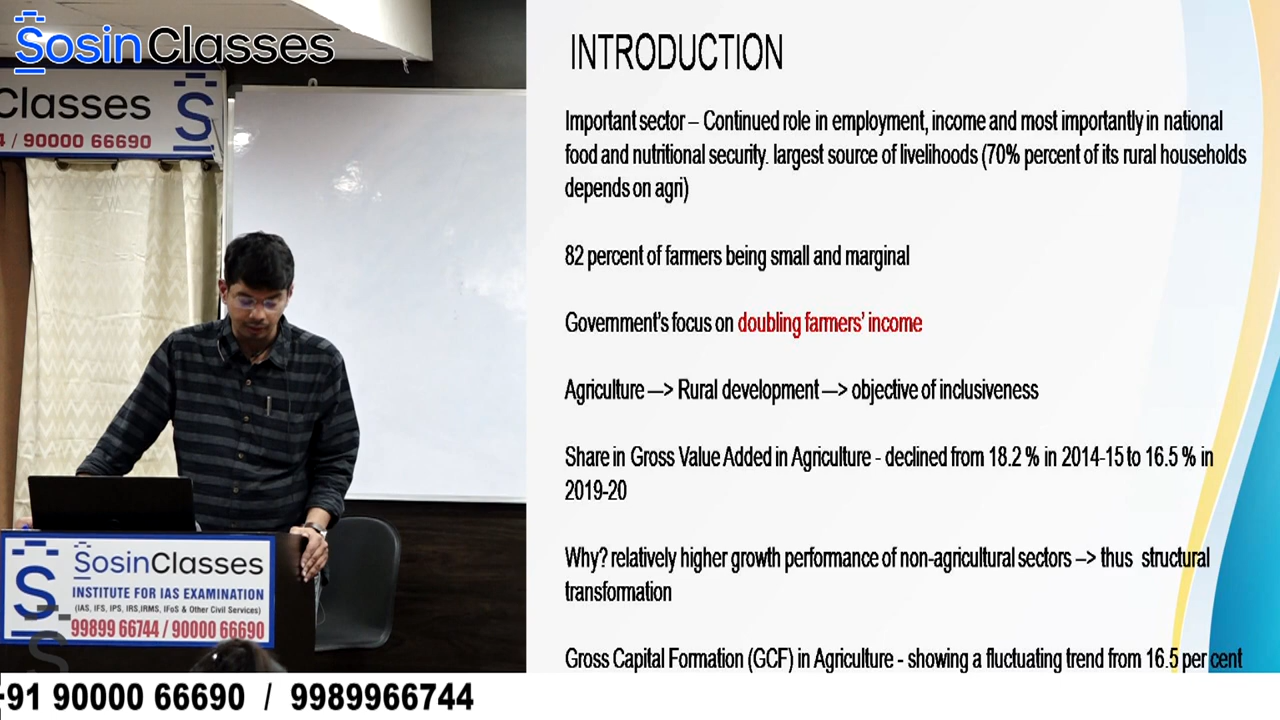 Sosin Classes
Classes
4 / 90000 66690
INTRODUCTION
Important sector – Continued role in employment, income and most importantly in national
food and nutritional security. largest source of livelihoods (70% percent of its rural households
depends on agri)
82 percent of farmers being small and marginal
Government's focus on doubling farmers' income
Agriculture —> Rural development —> objective of inclusiveness
Share in Gross Value Added in Agriculture - declined from 18.2 % in 2014-15 to 16.5 % in
2019-20
Why? relatively higher growth performance of non-agricultural sectors –> thus structural
transformation
Gross Capital Formation (GCF) in Agriculture - showing a fluctuating trend from 16.5 per cent
SosinClasses
INSTITUTE FOR IAS EXAMINATION
(IAS, IFS, IPS, IRS,IRMS, IFoS & Other Civil Services)
99899 66744 / 90000 66690
+91 90000 66690 / 9989966744